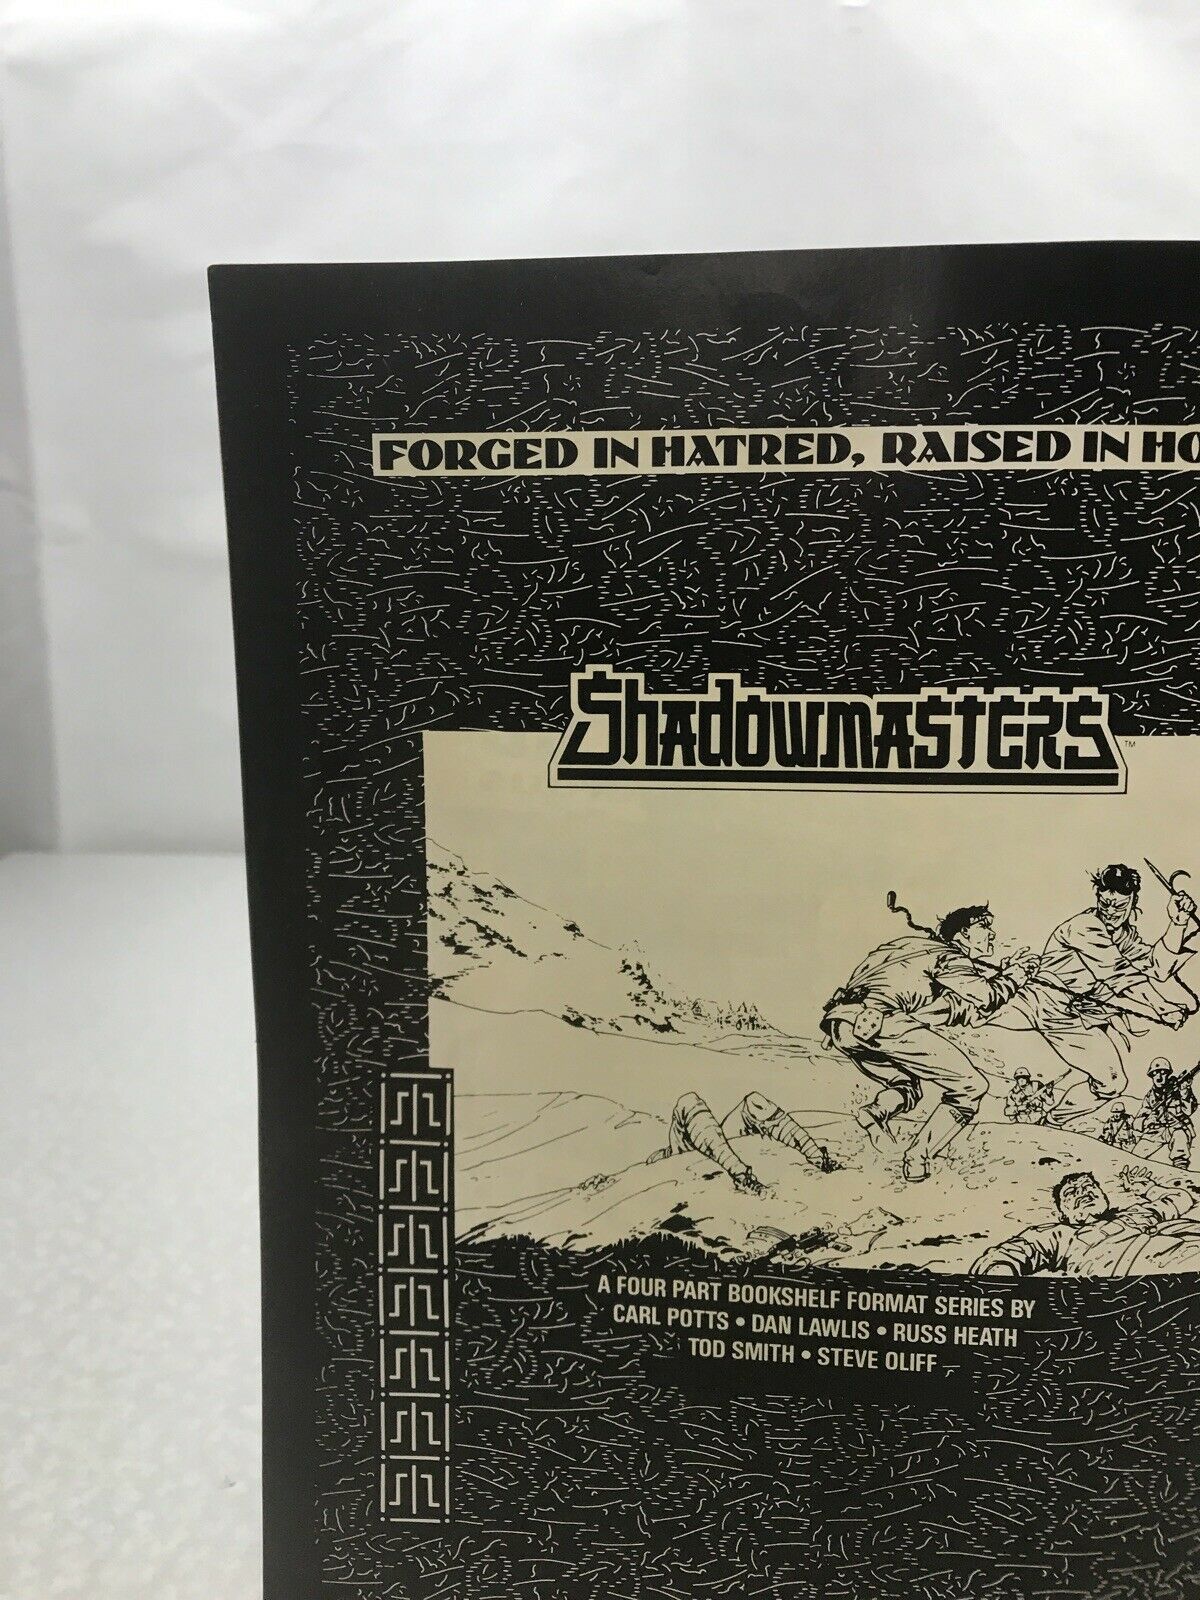 FORGED IN HATRED, RAISED IN HO
Shadowmasters™
A FOUR PART BOOKSHELF FORMAT SERIES BY
CARL POTTS • DAN LAWLIS • RUSS HEATH
TOD SMITH • STEVE OLIFF